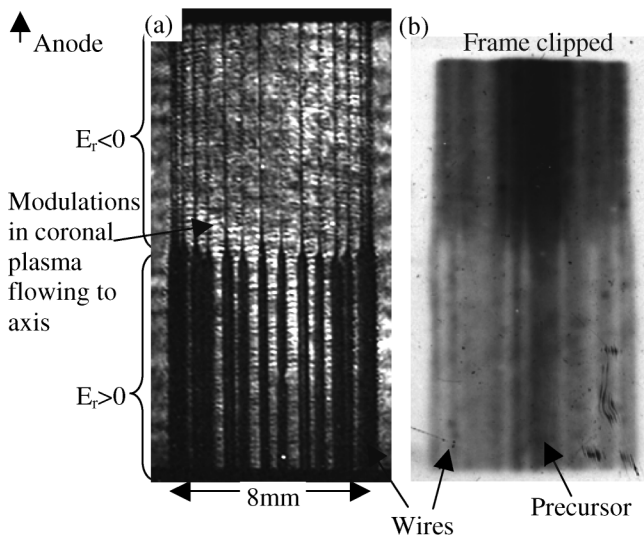 (a)
(b)
Anode
Frame clipped
E_r<0
Modulations
in coronal
plasma
flowing to
axis
E_r>0
8mm
Wires
Precursor